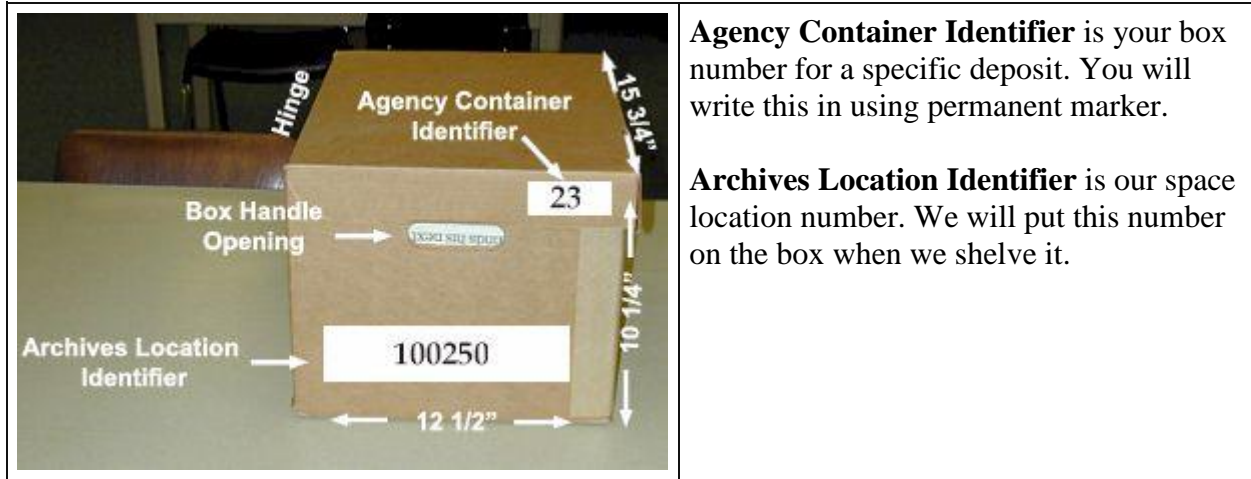 Hinge
15 3/4”
Agency Container
Identifier
23
Box Handle
Opening
10 1/4”
Archives Location
Identifier
100250
12 1/2”
Agency Container Identifier is your box
number for a specific deposit. You will
write this in using permanent marker.
Archives Location Identifier is our space
location number. We will put this number
on the box when we shelve it.